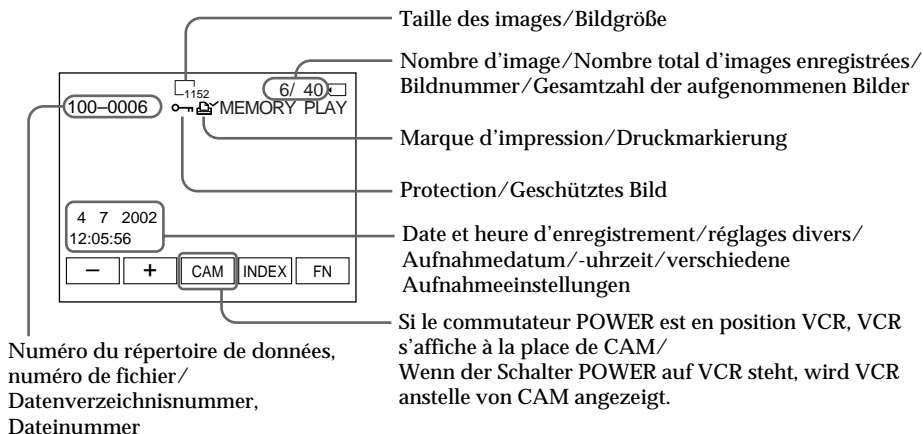 Taille des images/Bildgröße
Nombre d'image/Nombre total d'images enregistrées/
Bildnummer/Gesamtzahl der aufgenommenen Bilder
1152
6/ 40
100–0006
MEMORY PLAY
Marque d'impression/Druckmarkierung
Protection/Geschütztes Bild
4 7 2002
12:05:56
Date et heure d'enregistrement/réglages divers/
Aufnahmedatum/-uhrzeit/verschiedene
Aufnahmeeinstellungen
– + CAM INDEX FN
Si le commutateur POWER est en position VCR, VCR
s'affiche à la place de CAM/
Wenn der Schalter POWER auf VCR steht, wird VCR
anstelle von CAM angezeigt.
Numéro du répertoire de données,
numéro de fichier/
Datenverzeichnisnummer,
Dateinummer